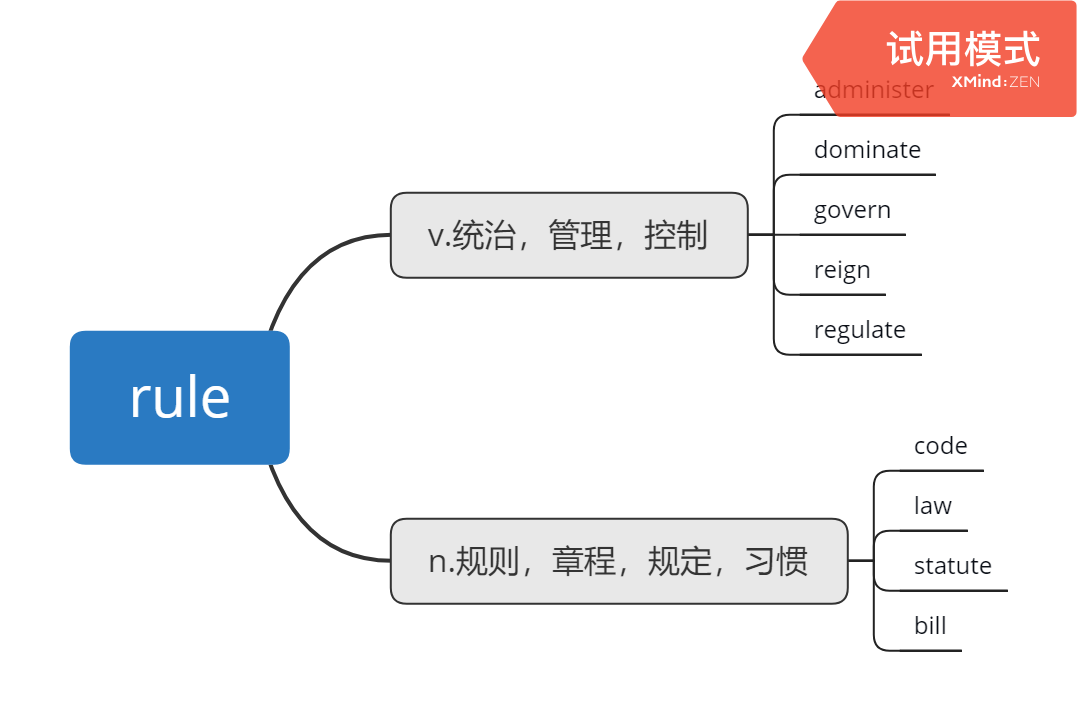 试用模式
XMind:ZEN
administer
dominate
govern
v.统治，管理，控制
reign
regulate
rule
code
law
n.规则，章程，规定，习惯
statute
bill